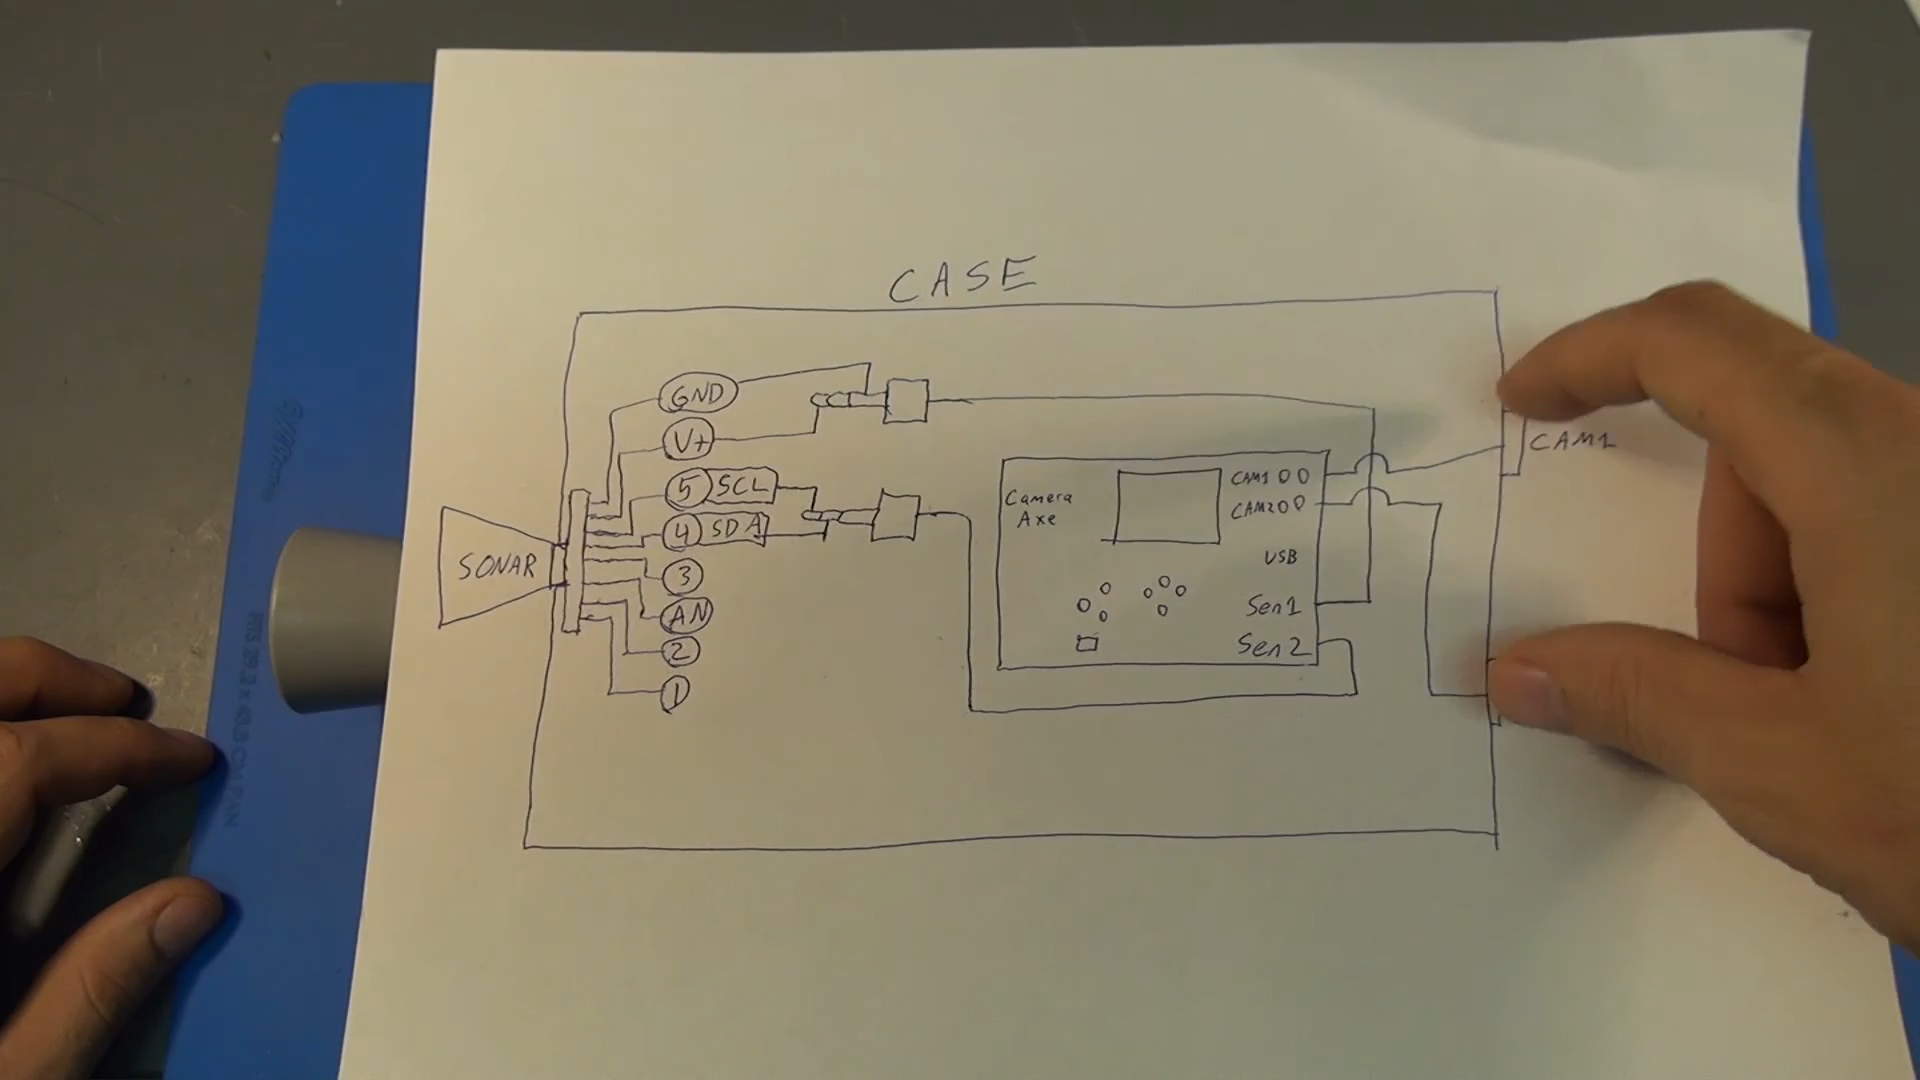 CASE
GND
V+
5 SCL
4 SDA
3
AN
2
1
SONAR
Camera
Axe
CAM1
CAM2
USB
Sen1
Sen2
CAM1